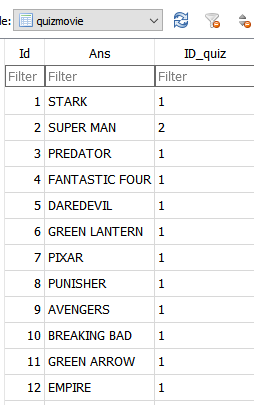 le: quizmovie
Id Ans ID_quiz
Filter Filter Filter
1 STARK 1
2 SUPER MAN 2
3 PREDATOR 1
4 FANTASTIC FOUR 1
5 DAREDEVIL 1
6 GREEN LANTERN 1
7 PIXAR 1
8 PUNISHER 1
9 AVENGERS 1
10 BREAKING BAD 1
11 GREEN ARROW 1
12 EMPIRE 1